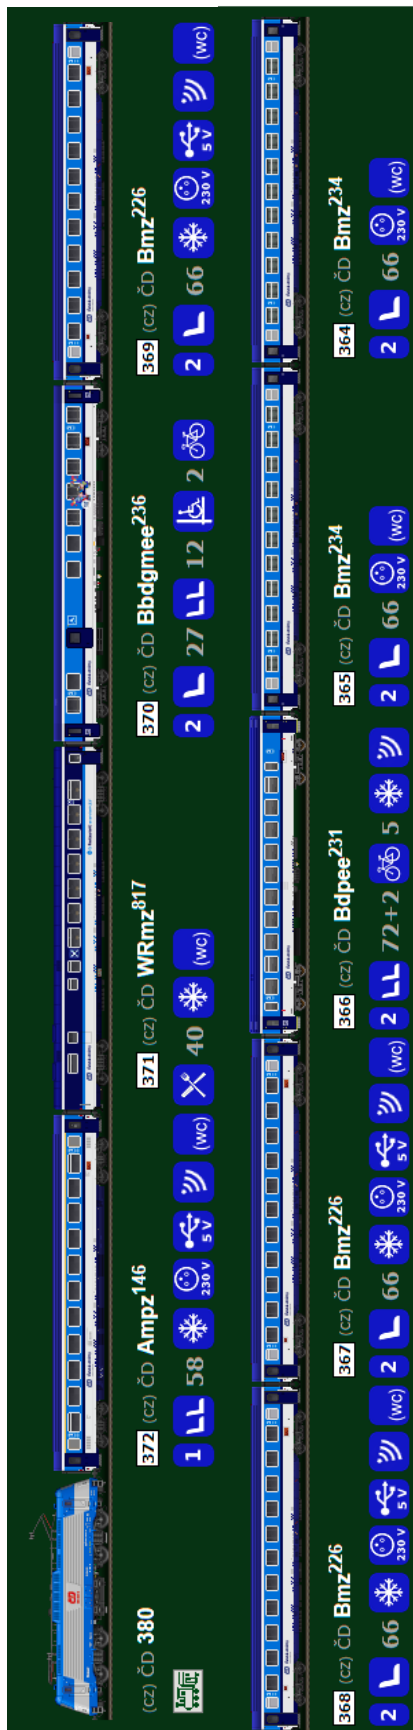 (cz) ČD 380
372 (cz) ČD Ampz¹⁴⁶
1 58 230 V 5 V (wc)
371 (cz) ČD WRmz⁸¹⁷
40 (wc)
370 (cz) ČD Bbdgmee²³⁶
2 27 12 2
369 (cz) ČD Bmz²²⁶
2 66 230 V 5 V (wc)
368 (cz) ČD Bmz²²⁶
2 66 230 V 5 V (wc)
367 (cz) ČD Bmz²²⁶
2 66 230 V 5 V (wc)
366 (cz) ČD Bdpee²³¹
2 72+2 5
365 (cz) ČD Bmz²³⁴
2 66 230 V (wc)
364 (cz) ČD Bmz²³⁴
2 66 230 V (wc)